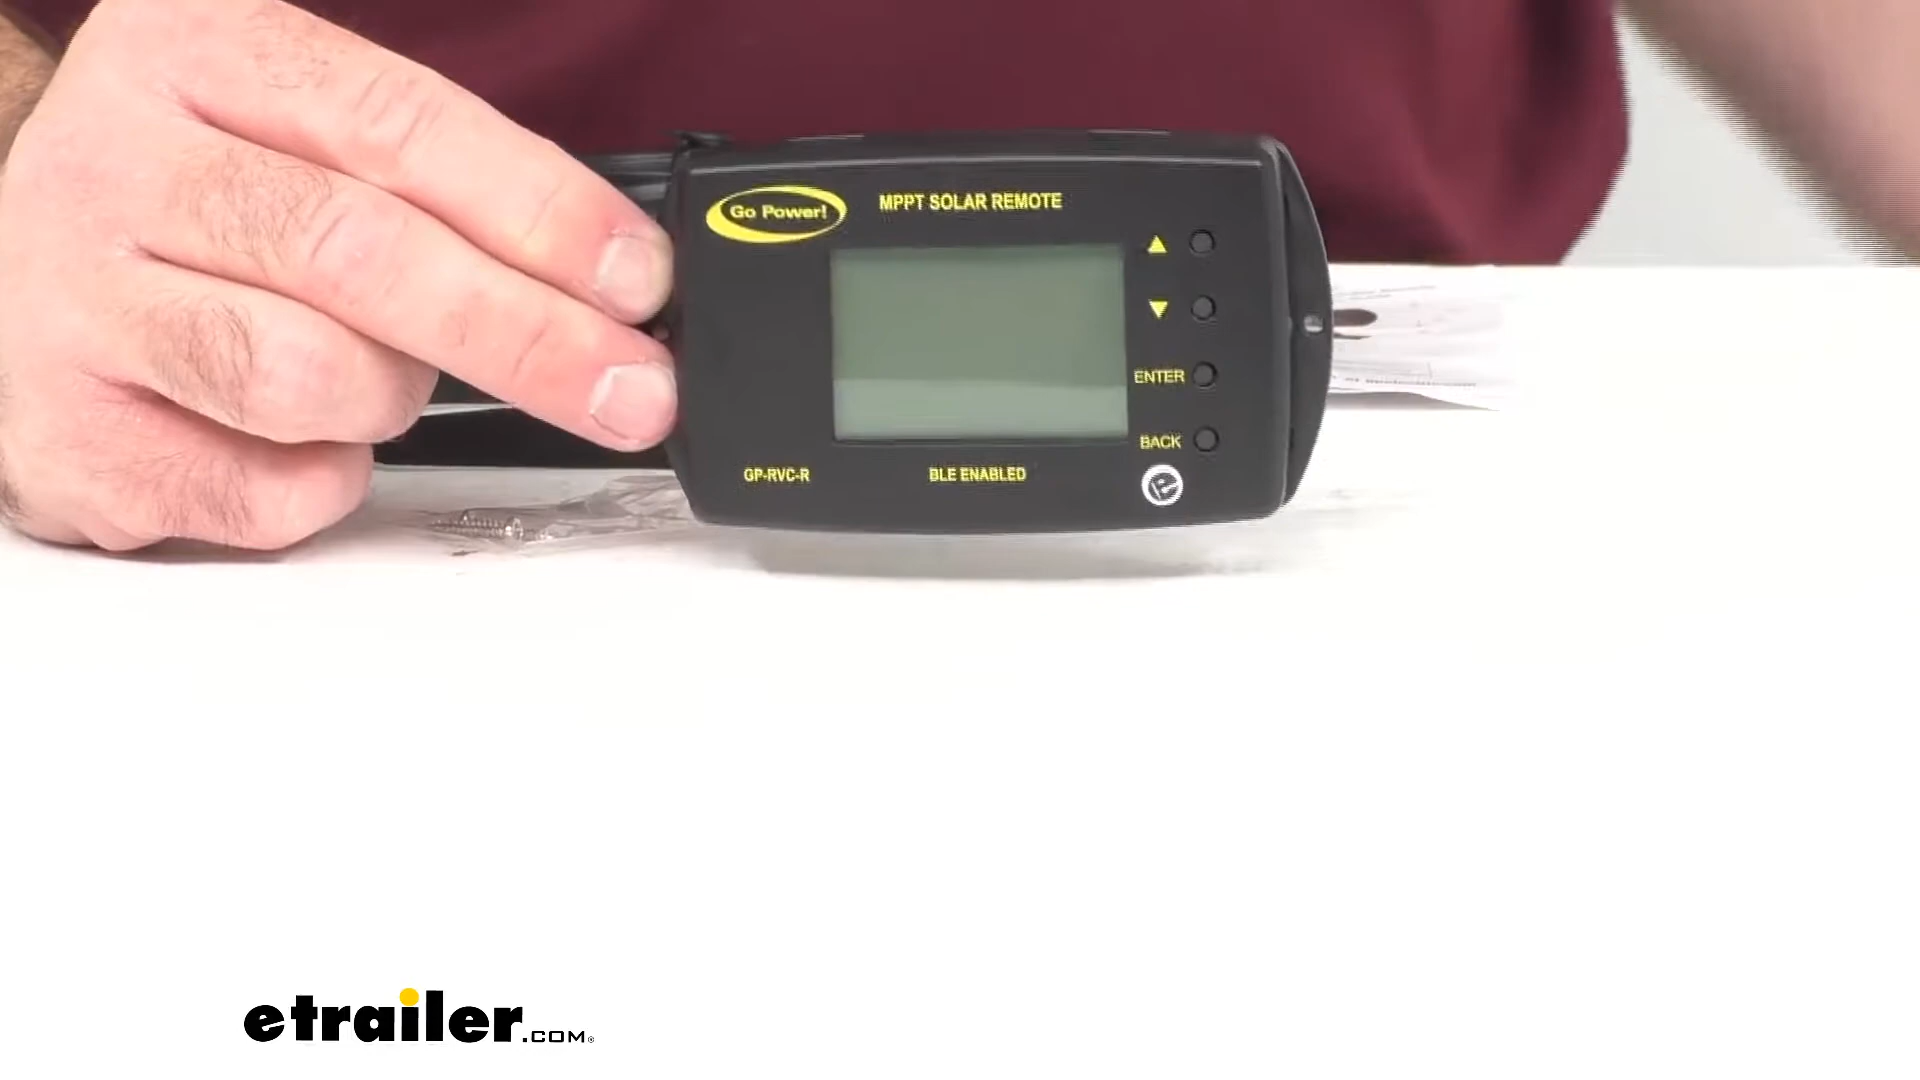 Go Power!
MPPT SOLAR REMOTE
ENTER
BACK
GP-RVC-R
BLE ENABLED
e
etrailer.COM®